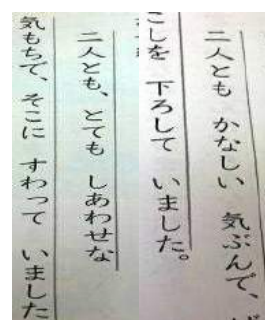 二人とも かなしい 気ぶんで、
こしを 下ろして いました。
二人とも、とても しあわせな
気もちで、そこに すわって いました